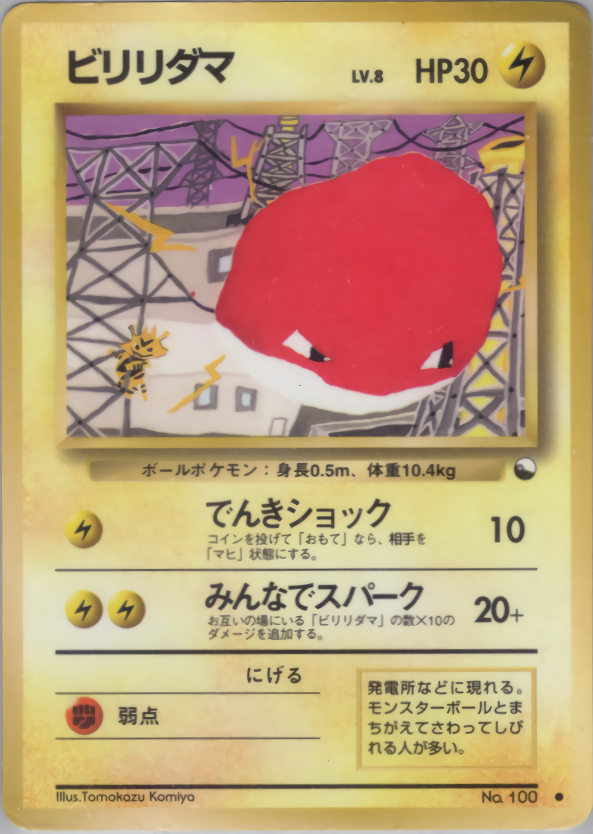 ビリリダマ LV.8 HP30
ボールポケモン：身長0.5m、体重10.4kg
でんきショック 10
コインを投げて「おもて」なら、相手を
「マヒ」状態にする。
みんなでスパーク 20+
お互いの場にいる「ビリリダマ」の数×10の
ダメージを追加する。
にげる
弱点
発電所などに現れる。
モンスターボールとま
ちがえてさわってしび
れる人が多い。
Illus.Tomokazu Komiya No. 100 ●